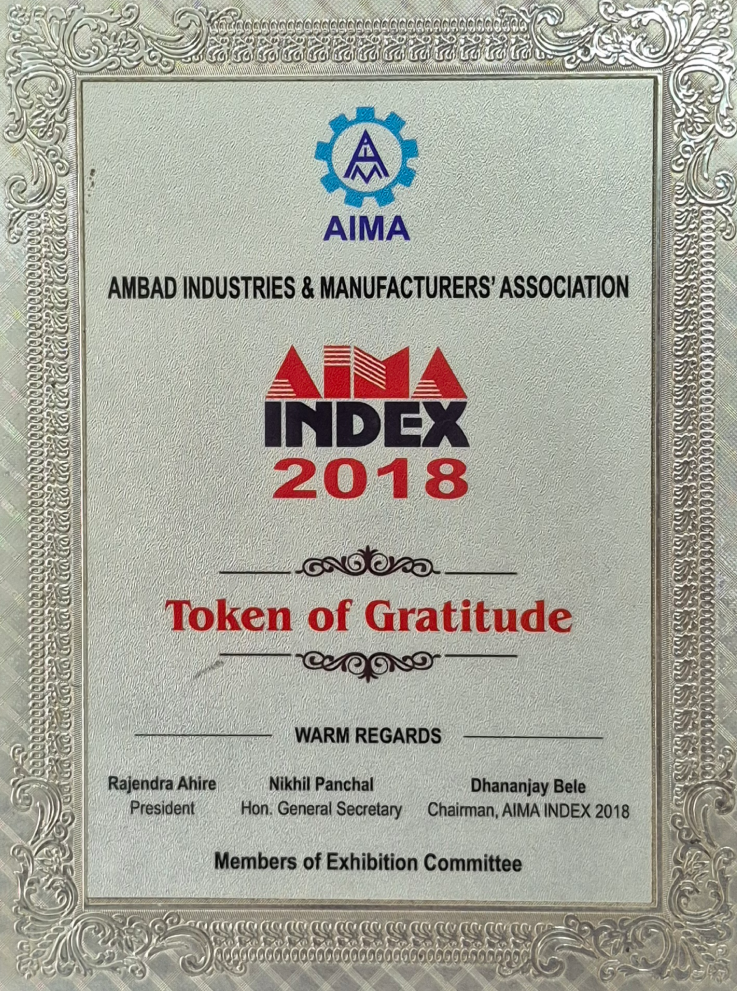 AIM
AIMA
AMBAD INDUSTRIES & MANUFACTURERS' ASSOCIATION
AIMA
INDEX
2018
Token of Gratitude
WARM REGARDS
Rajendra Ahire Nikhil Panchal Dhananjay Bele
President Hon. General Secretary Chairman, AIMA INDEX 2018
Members of Exhibition Committee